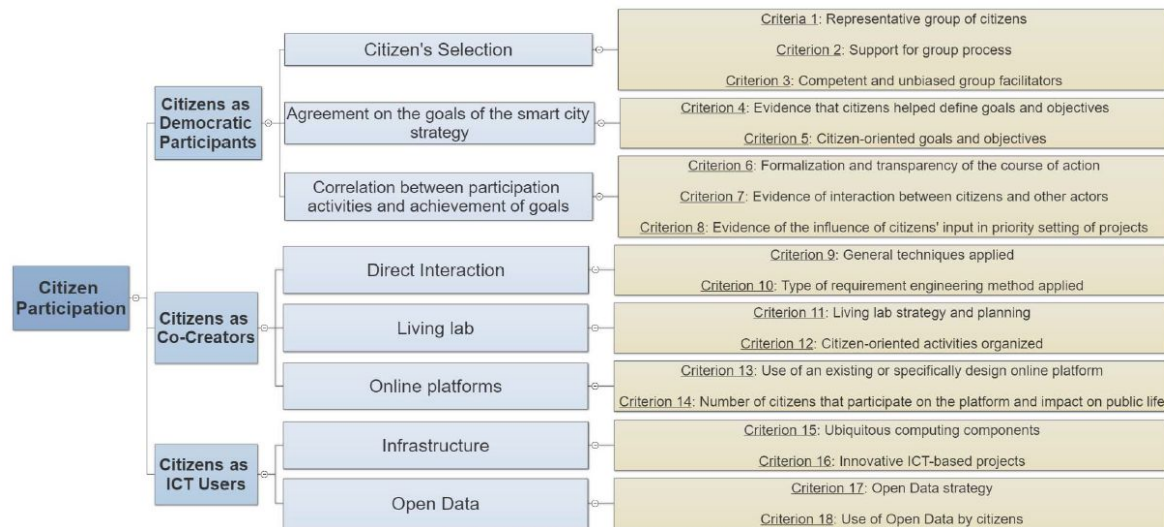 Citizen
Participation
Citizens as
Democratic
Participants
Citizen's Selection
Criteria 1: Representative group of citizens
Criterion 2: Support for group process
Criterion 3: Competent and unbiased group facilitators
Agreement on the goals of the smart city
strategy
Criterion 4: Evidence that citizens helped define goals and objectives
Criterion 5: Citizen-oriented goals and objectives
Correlation between participation
activities and achievement of goals
Criterion 6: Formalization and transparency of the course of action
Criterion 7: Evidence of interaction between citizens and other actors
Criterion 8: Evidence of the influence of citizens' input in priority setting of projects
Citizens as
Co-Creators
Direct Interaction
Criterion 9: General techniques applied
Criterion 10: Type of requirement engineering method applied
Living lab
Criterion 11: Living lab strategy and planning
Criterion 12: Citizen-oriented activities organized
Online platforms
Criterion 13: Use of an existing or specifically design online platform
Criterion 14: Number of citizens that participate on the platform and impact on public life
Citizens as
ICT Users
Infrastructure
Criterion 15: Ubiquitous computing components
Criterion 16: Innovative ICT-based projects
Open Data
Criterion 17: Open Data strategy
Criterion 18: Use of Open Data by citizens